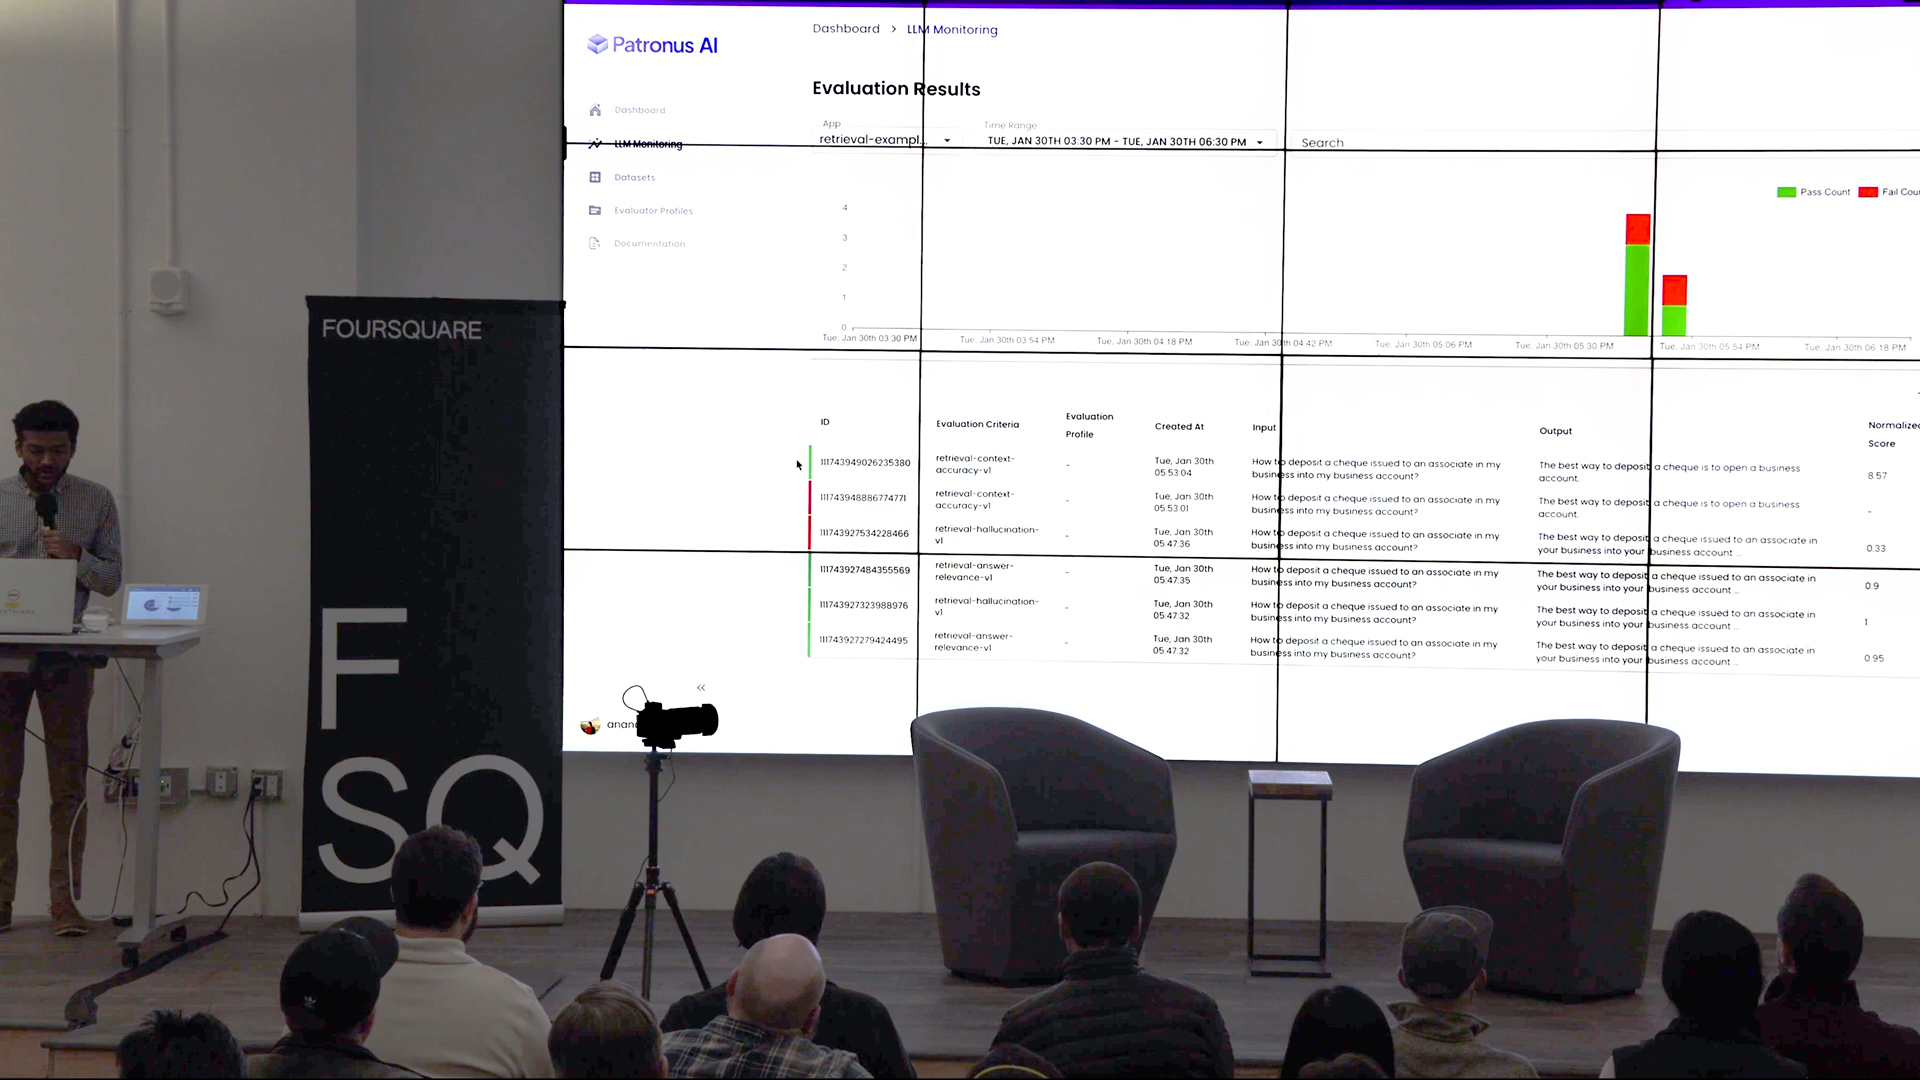 Patronus AI
Dashboard > LLM Monitoring
Evaluation Results
App
retrieval-exampl...
Time Range
TUE, JAN 30TH 03:30 PM - TUE, JAN 30TH 06:30 PM
Search
Dashboard
LLM Monitoring
Datasets
Evaluator Profiles
Documentation
Pass Count
Fail Cou
4
3
2
1
0
Tue. Jan 30th 03:30 PM
Tue. Jan 30th 03:54 PM
Tue. Jan 30th 04:18 PM
Tue. Jan 30th 04:42 PM
Tue. Jan 30th 05:06 PM
Tue. Jan 30th 05:30 PM
Tue. Jan 30th 05:54 PM
Tue. Jan 30th 06:18 PM
ID
Evaluation Criteria
Evaluation
Profile
Created At
Input
Output
Normalized
Score
111743949026235380
retrieval-context-
accuracy-v1
-
Tue, Jan 30th
05:53:04
How to deposit a cheque issued to an associate in my
business into my business account?
The best way to deposit a cheque is to open a business
account.
8.57
11174394888677477
retrieval-context-
accuracy-v1
-
Tue, Jan 30th
05:53:01
How to deposit a cheque issued to an associate in my
business into my business account?
The best way to deposit a cheque is to open a business
account.
-
111743927534228466
retrieval-hallucination-
v1
-
Tue, Jan 30th
05:47:36
How to deposit a cheque issued to an associate in my
business into my business account?
The best way to deposit a cheque issued to an associate in
your business into your business account ...
0.33
111743927484355569
retrieval-answer-
relevance-v1
-
Tue, Jan 30th
05:47:35
How to deposit a cheque issued to an associate in my
business into my business account?
The best way to deposit a cheque issued to an associate in
your business into your business account ...
0.9
111743927323988976
retrieval-hallucination-
v1
-
Tue, Jan 30th
05:47:32
How to deposit a cheque issued to an associate in my
business into my business account?
The best way to deposit a cheque issued to an associate in
your business into your business account ...
1
111743927279424495
retrieval-answer-
relevance-v1
-
Tue, Jan 30th
05:47:32
How to deposit a cheque issued to an associate in my
business into my business account?
The best way to deposit a cheque issued to an associate in
your business into your business account ...
0.95
«
anan
FOURSQUARE
F
SQ